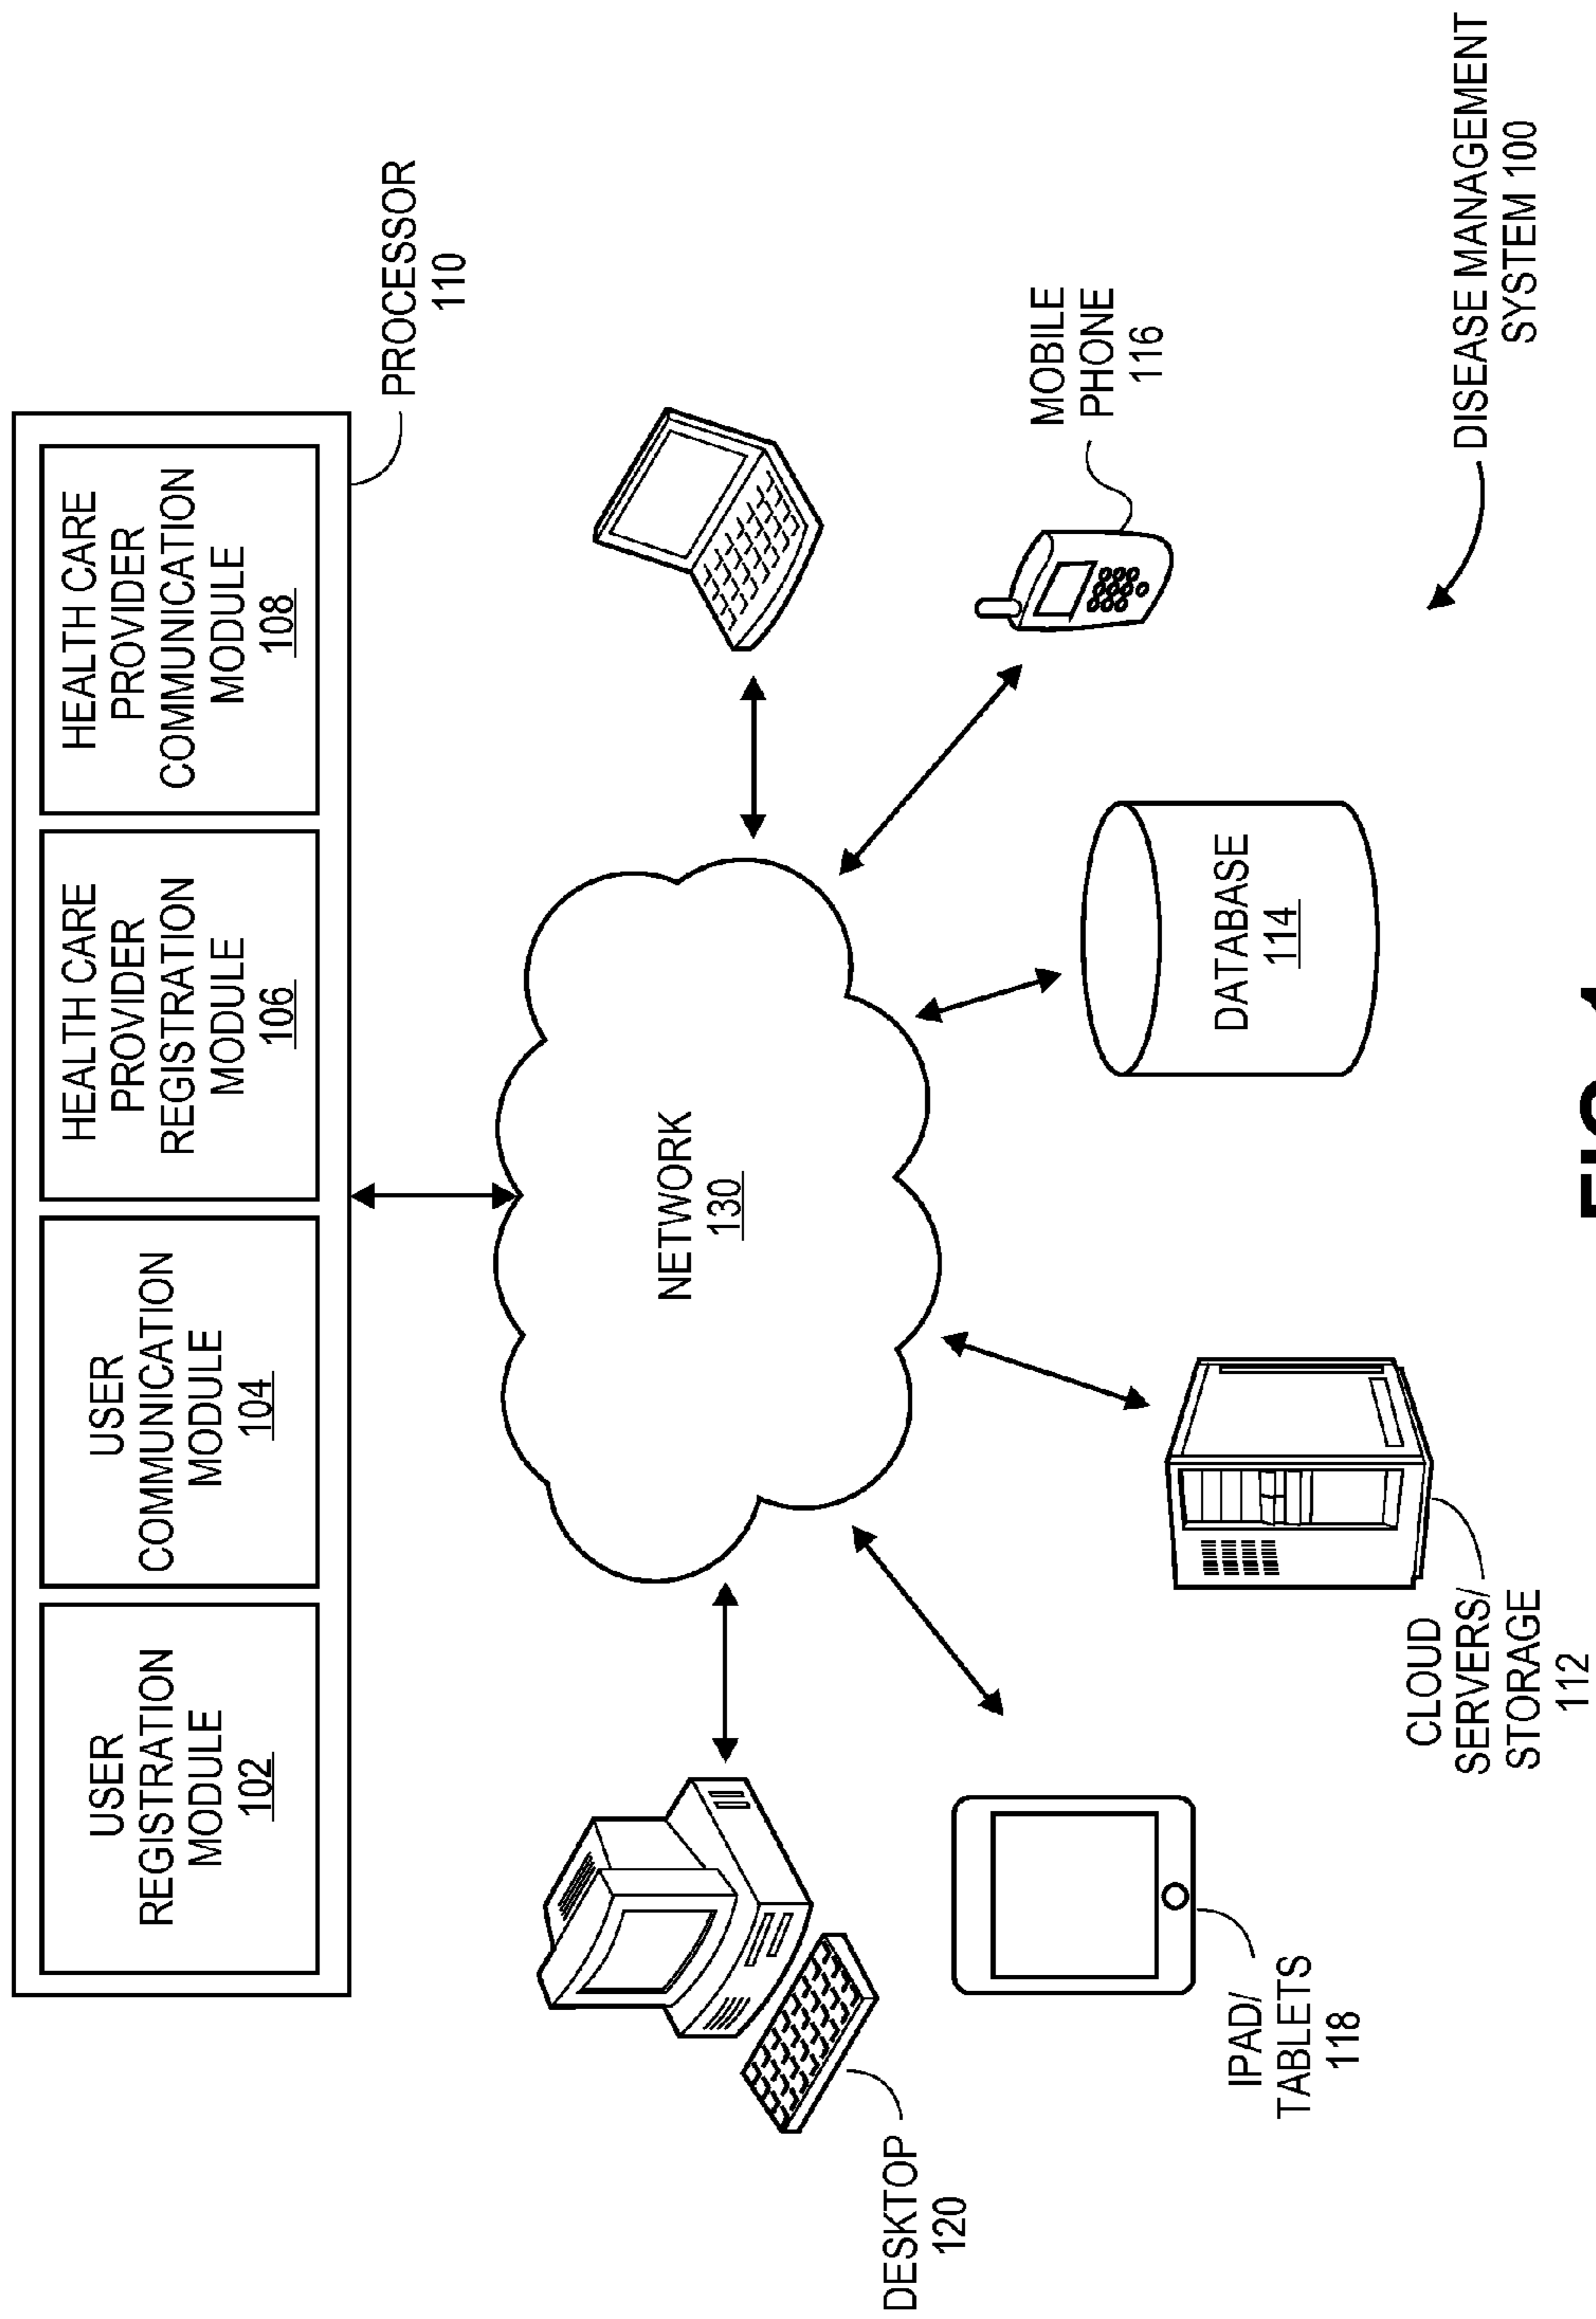 USER
REGISTRATION
MODULE
102
USER
COMMUNICATION
MODULE
104
HEALTH CARE
PROVIDER
REGISTRATION
MODULE
106
HEALTH CARE
PROVIDER
COMMUNICATION
MODULE
108
PROCESSOR
110
NETWORK
130
DESKTOP
120
IPAD/
TABLETS
118
CLOUD
SERVERS/
STORAGE
112
DATABASE
114
MOBILE
PHONE
116
DISEASE MANAGEMENT
SYSTEM 100